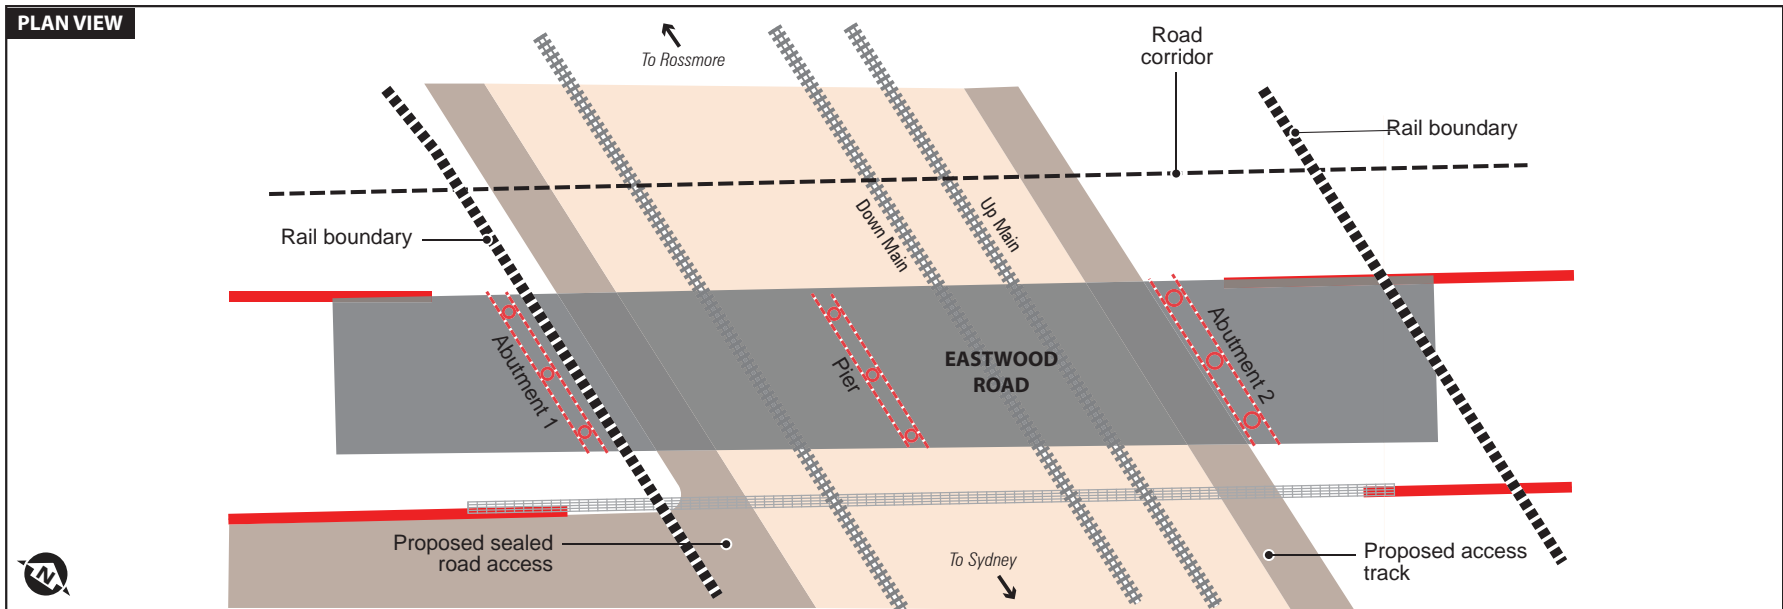 PLAN VIEW
To Rossmore
Road
corridor
Rail boundary
Rail boundary
Down Main
Up Main
Abutment 1
Pier
EASTWOOD
ROAD
Abutment 2
Proposed sealed
road access
To Sydney
Proposed access
track
N